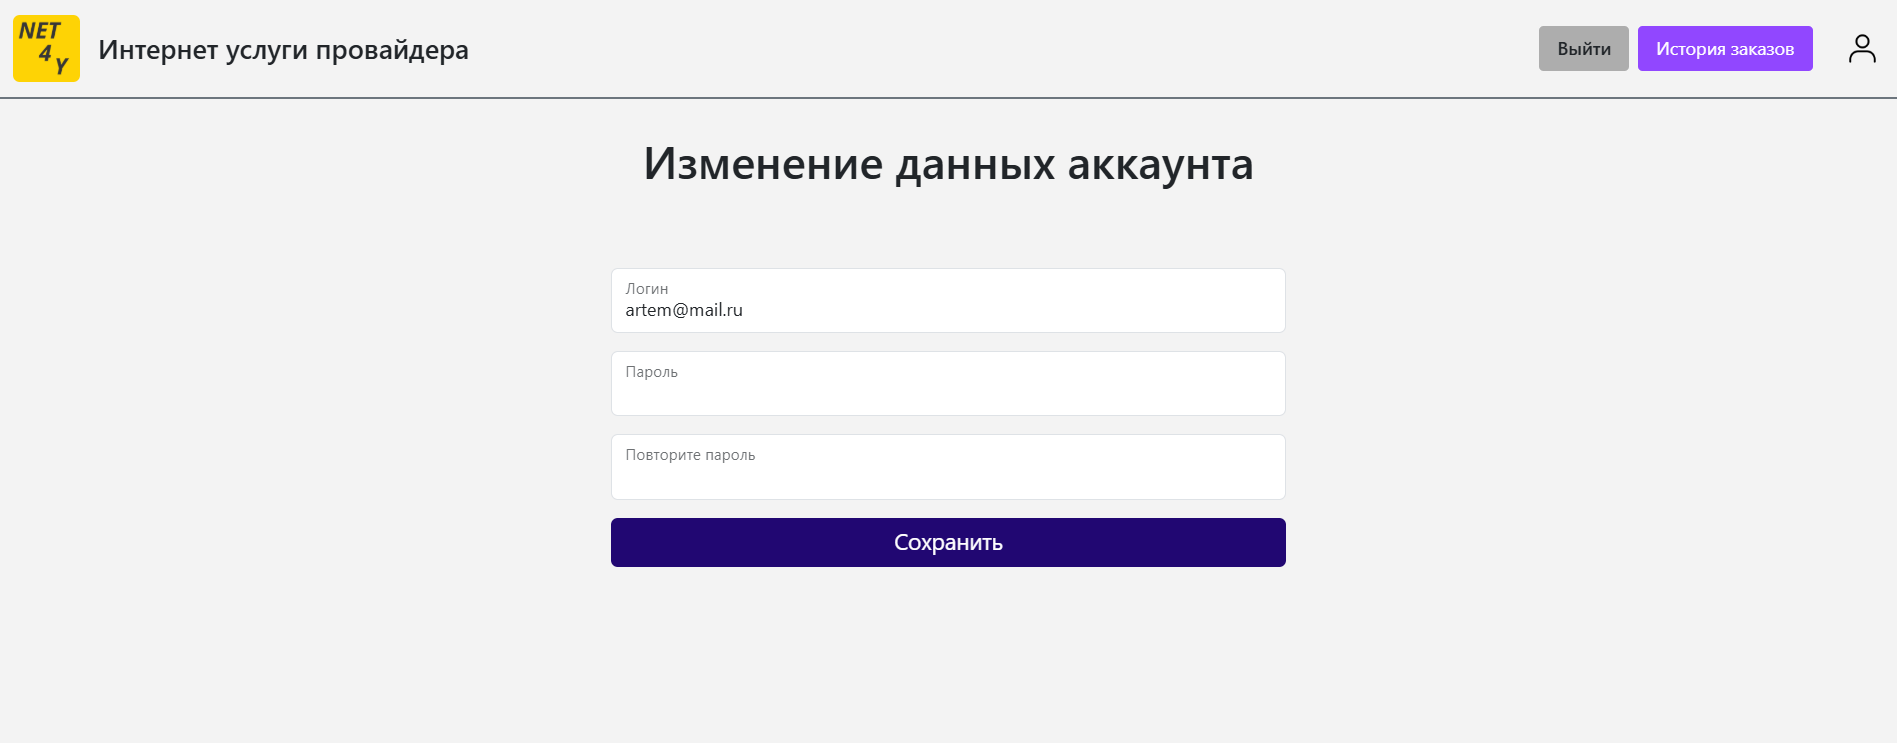 NET
4
Y
Интернет услуги провайдера
Выйти
История заказов
Изменение данных аккаунта
Логин
artem@mail.ru
Пароль
Повторите пароль
Сохранить